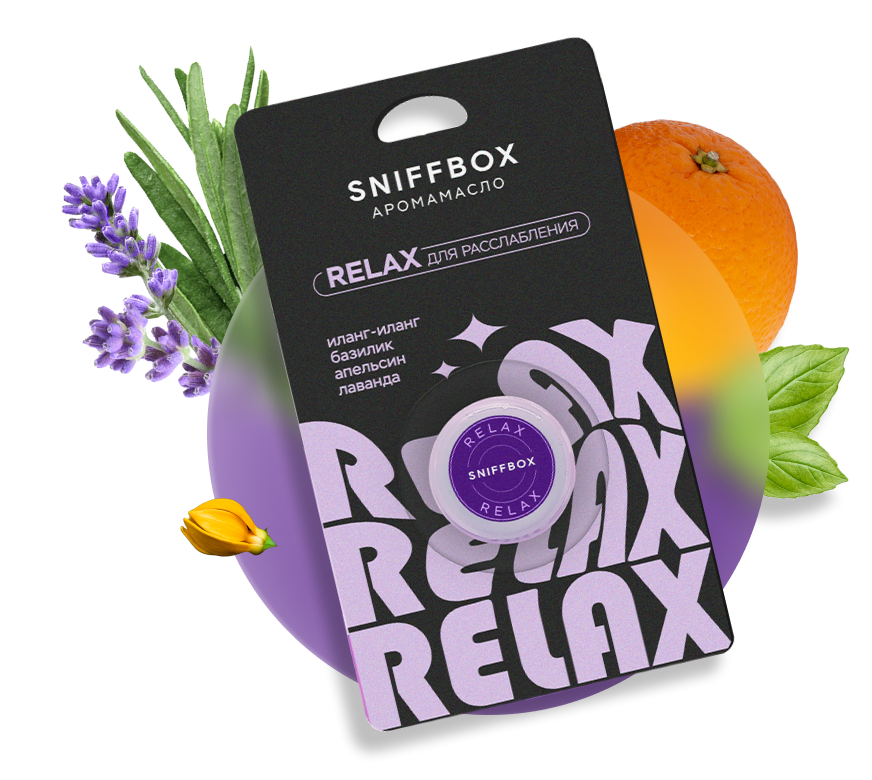 SNIFFBOX
АРОМАМАСЛО
RELAX ДЛЯ РАССЛАБЛЕНИЯ
иланг-иланг
базилик
апельсин
лаванда
RELAX
RELAX
SNIFFBOX
RELAX
RELAX
RELAX